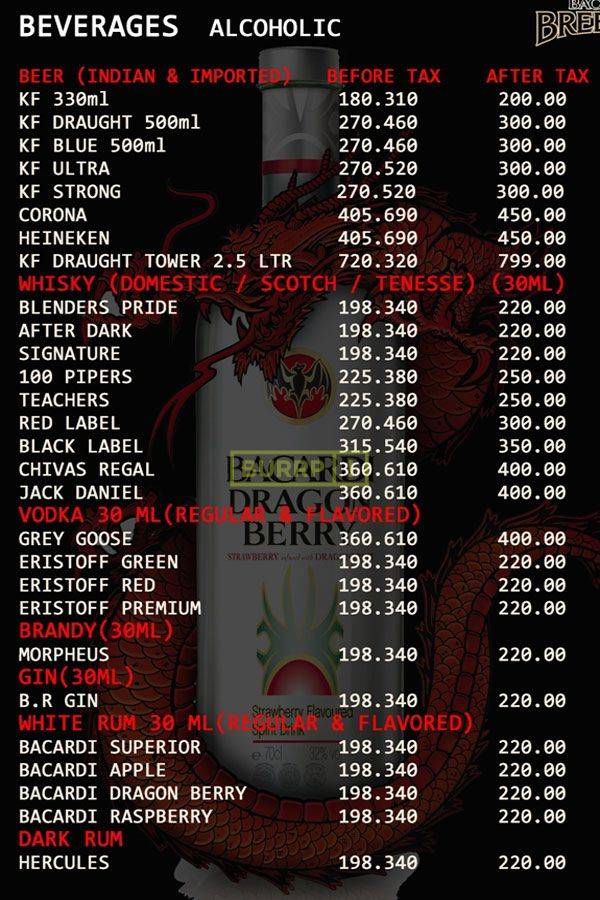 BEVERAGES ALCOHOLIC
BEER (INDIAN & IMPORTED) BEFORE TAX AFTER TAX
KF 330ml 180.310 200.00
KF DRAUGHT 500ml 270.460 300.00
KF BLUE 500ml 270.460 300.00
KF ULTRA 270.520 300.00
KF STRONG 270.520 300.00
CORONA 405.690 450.00
HEINEKEN 405.690 450.00
KF DRAUGHT TOWER 2.5 LTR 720.320 799.00
WHISKY (DOMESTIC / SCOTCH / TENESSE) (30ML)
BLENDERS PRIDE 198.340 220.00
AFTER DARK 198.340 220.00
SIGNATURE 198.340 220.00
100 PIPERS 225.380 250.00
TEACHERS 225.380 250.00
RED LABEL 270.460 300.00
BLACK LABEL 315.540 350.00
CHIVAS REGAL 360.610 400.00
JACK DANIEL 360.610 400.00
VODKA 30 ML(REGULAR & FLAVORED)
GREY GOOSE 360.610 400.00
ERISTOFF GREEN 198.340 220.00
ERISTOFF RED 198.340 220.00
ERISTOFF PREMIUM 198.340 220.00
BRANDY(30ML)
MORPHEUS 198.340 220.00
GIN(30ML)
B.R GIN 198.340 220.00
WHITE RUM 30 ML(REGULAR & FLAVORED)
BACARDI SUPERIOR 198.340 220.00
BACARDI APPLE 198.340 220.00
BACARDI DRAGON BERRY 198.340 220.00
BACARDI RASPBERRY 198.340 220.00
DARK RUM
HERCULES 198.340 220.00
BURRP
DRAGON
BERRY
STRAWBERRY infused with
Strawberry Flavoured
Spirit Drink
70cl 32%